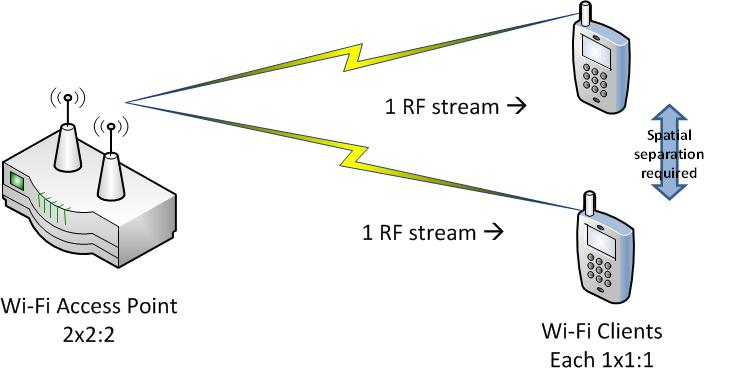 1 RF stream →
Spatial
separation
required
1 RF stream →
Wi-Fi Access Point
2x2:2
Wi-Fi Clients
Each 1x1:1